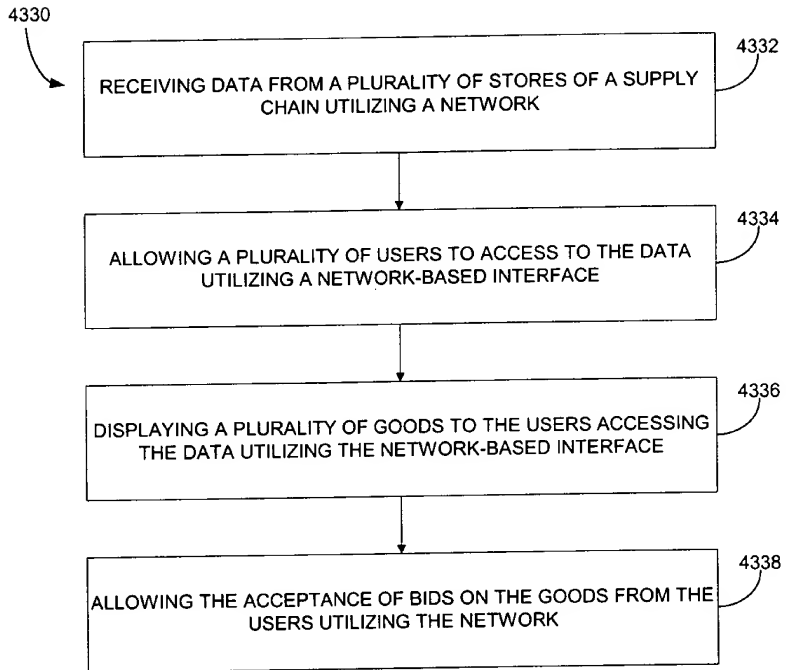 4330
4332
RECEIVING DATA FROM A PLURALITY OF STORES OF A SUPPLY
CHAIN UTILIZING A NETWORK
4334
ALLOWING A PLURALITY OF USERS TO ACCESS TO THE DATA
UTILIZING A NETWORK-BASED INTERFACE
4336
DISPLAYING A PLURALITY OF GOODS TO THE USERS ACCESSING
THE DATA UTILIZING THE NETWORK-BASED INTERFACE
4338
ALLOWING THE ACCEPTANCE OF BIDS ON THE GOODS FROM THE
USERS UTILIZING THE NETWORK